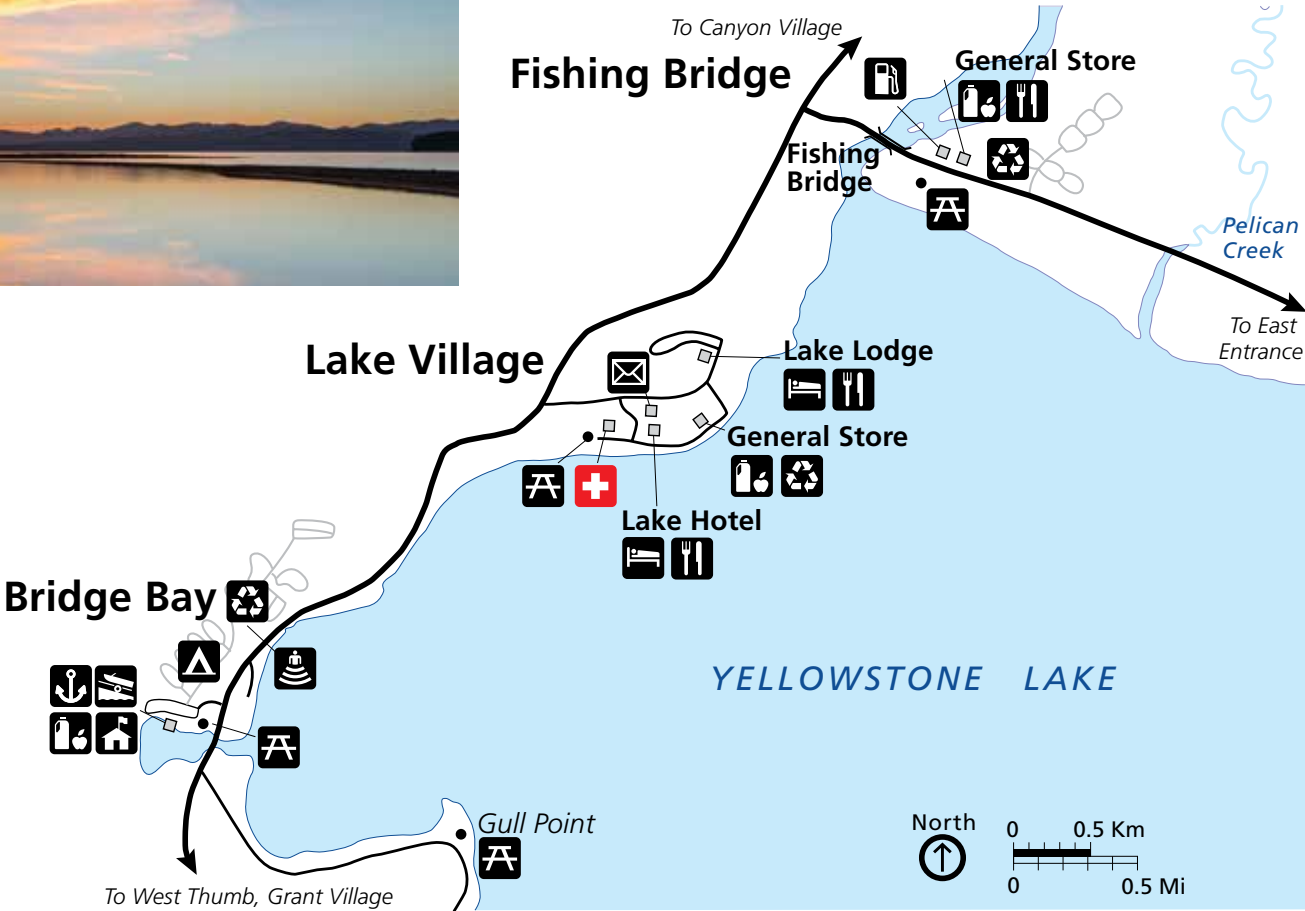 To Canyon Village
Fishing Bridge
General Store
Fishing
Bridge
Pelican
Creek
To East
Entrance
Lake Village
Lake Lodge
General Store
Lake Hotel
Bridge Bay
YELLOWSTONE LAKE
Gull Point
North
0 0.5 Km
0 0.5 Mi
To West Thumb, Grant Village